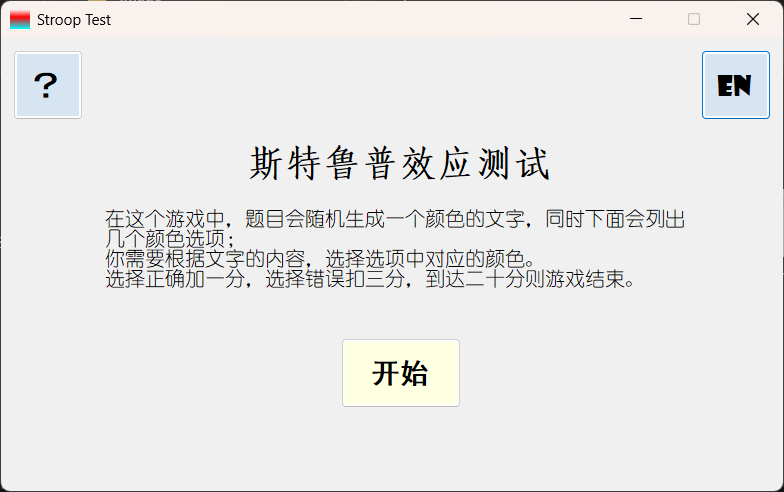 Stroop Test
?
EN
斯特鲁普效应测试
在这个游戏中，题目会随机生成一个颜色的文字，同时下面会列出
几个颜色选项；
你需要根据文字的内容，选择选项中对应的颜色。
选择正确加一分，选择错误扣三分，到达二十分则游戏结束。
开始